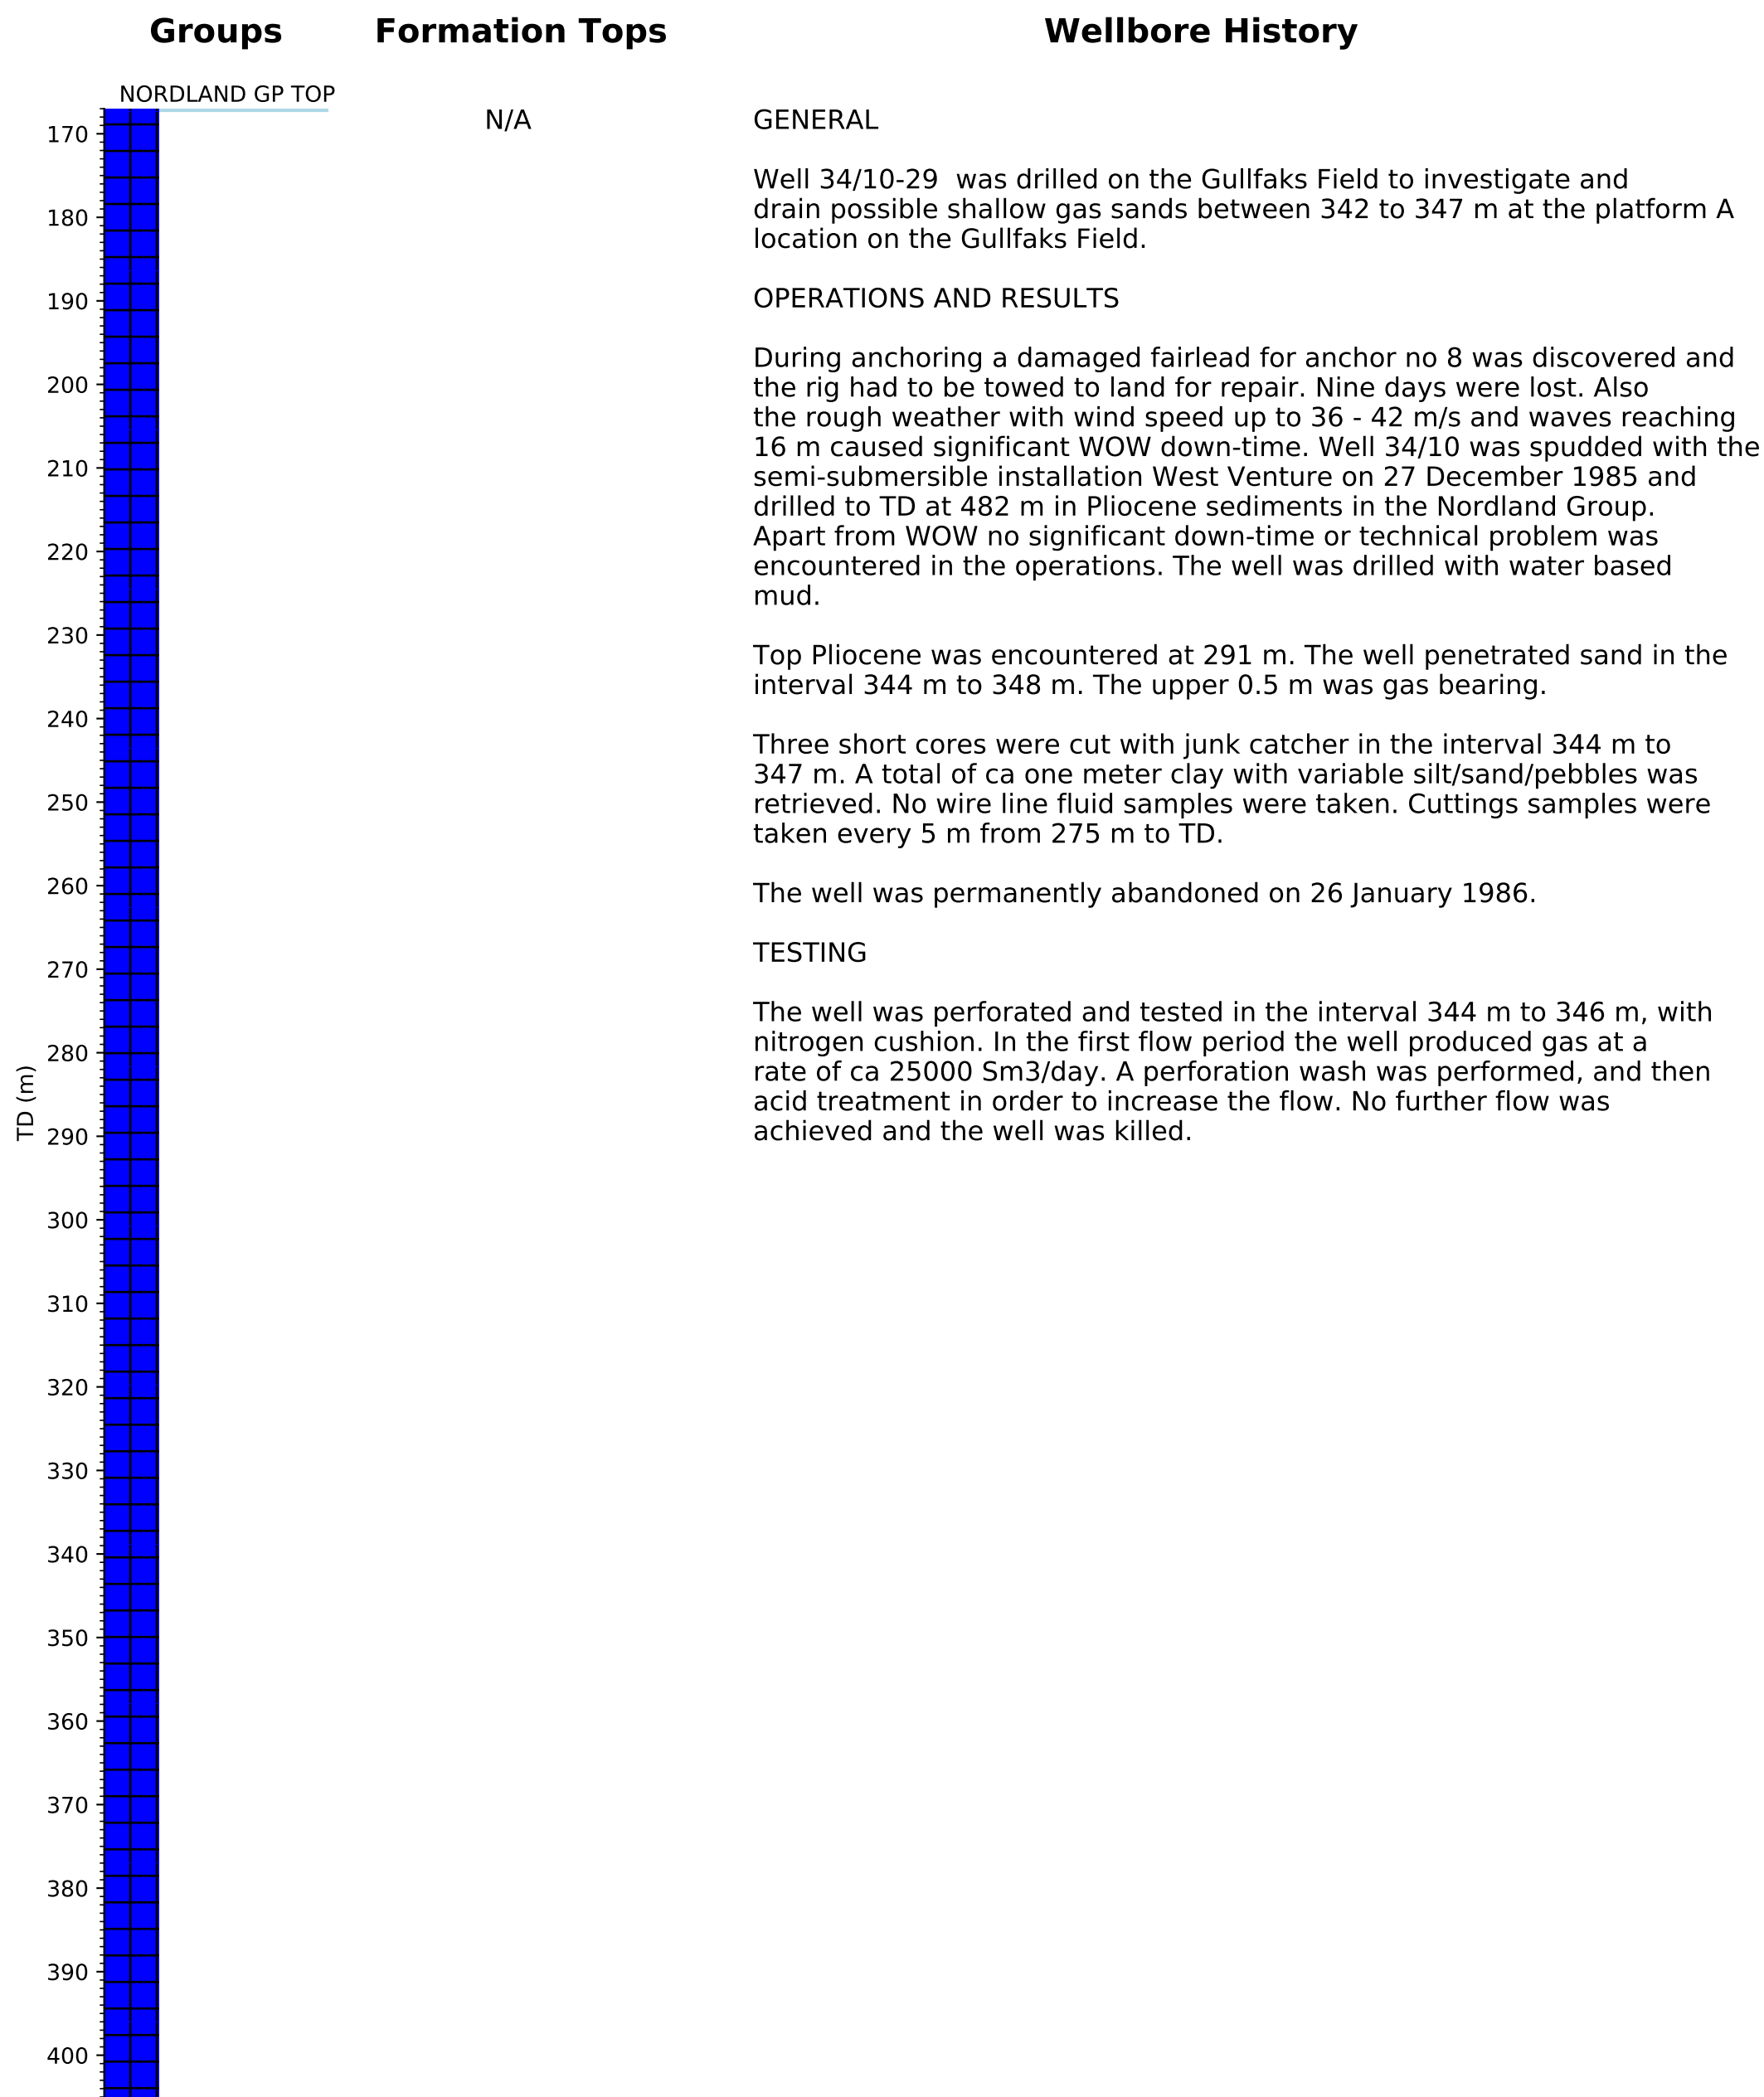 Groups
Formation Tops
Wellbore History
NORDLAND GP TOP
N/A
GENERAL
Well 34/10-29  was drilled on the Gullfaks Field to investigate and
drain possible shallow gas sands between 342 to 347 m at the platform A
location on the Gullfaks Field.
OPERATIONS AND RESULTS
During anchoring a damaged fairlead for anchor no 8 was discovered and
the rig had to be towed to land for repair. Nine days were lost. Also
the rough weather with wind speed up to 36 - 42 m/s and waves reaching
16 m caused significant WOW down-time. Well 34/10 was spudded with the
semi-submersible installation West Venture on 27 December 1985 and
drilled to TD at 482 m in Pliocene sediments in the Nordland Group.
Apart from WOW no significant down-time or technical problem was
encountered in the operations. The well was drilled with water based
mud.
Top Pliocene was encountered at 291 m. The well penetrated sand in the
interval 344 m to 348 m. The upper 0.5 m was gas bearing.
Three short cores were cut with junk catcher in the interval 344 m to
347 m. A total of ca one meter clay with variable silt/sand/pebbles was
retrieved. No wire line fluid samples were taken. Cuttings samples were
taken every 5 m from 275 m to TD.
The well was permanently abandoned on 26 January 1986.
TESTING
The well was perforated and tested in the interval 344 m to 346 m, with
nitrogen cushion. In the first flow period the well produced gas at a
rate of ca 25000 Sm3/day. A perforation wash was performed, and then
acid treatment in order to increase the flow. No further flow was
achieved and the well was killed.
TD (m)
170
180
190
200
210
220
230
240
250
260
270
280
290
300
310
320
330
340
350
360
370
380
390
400